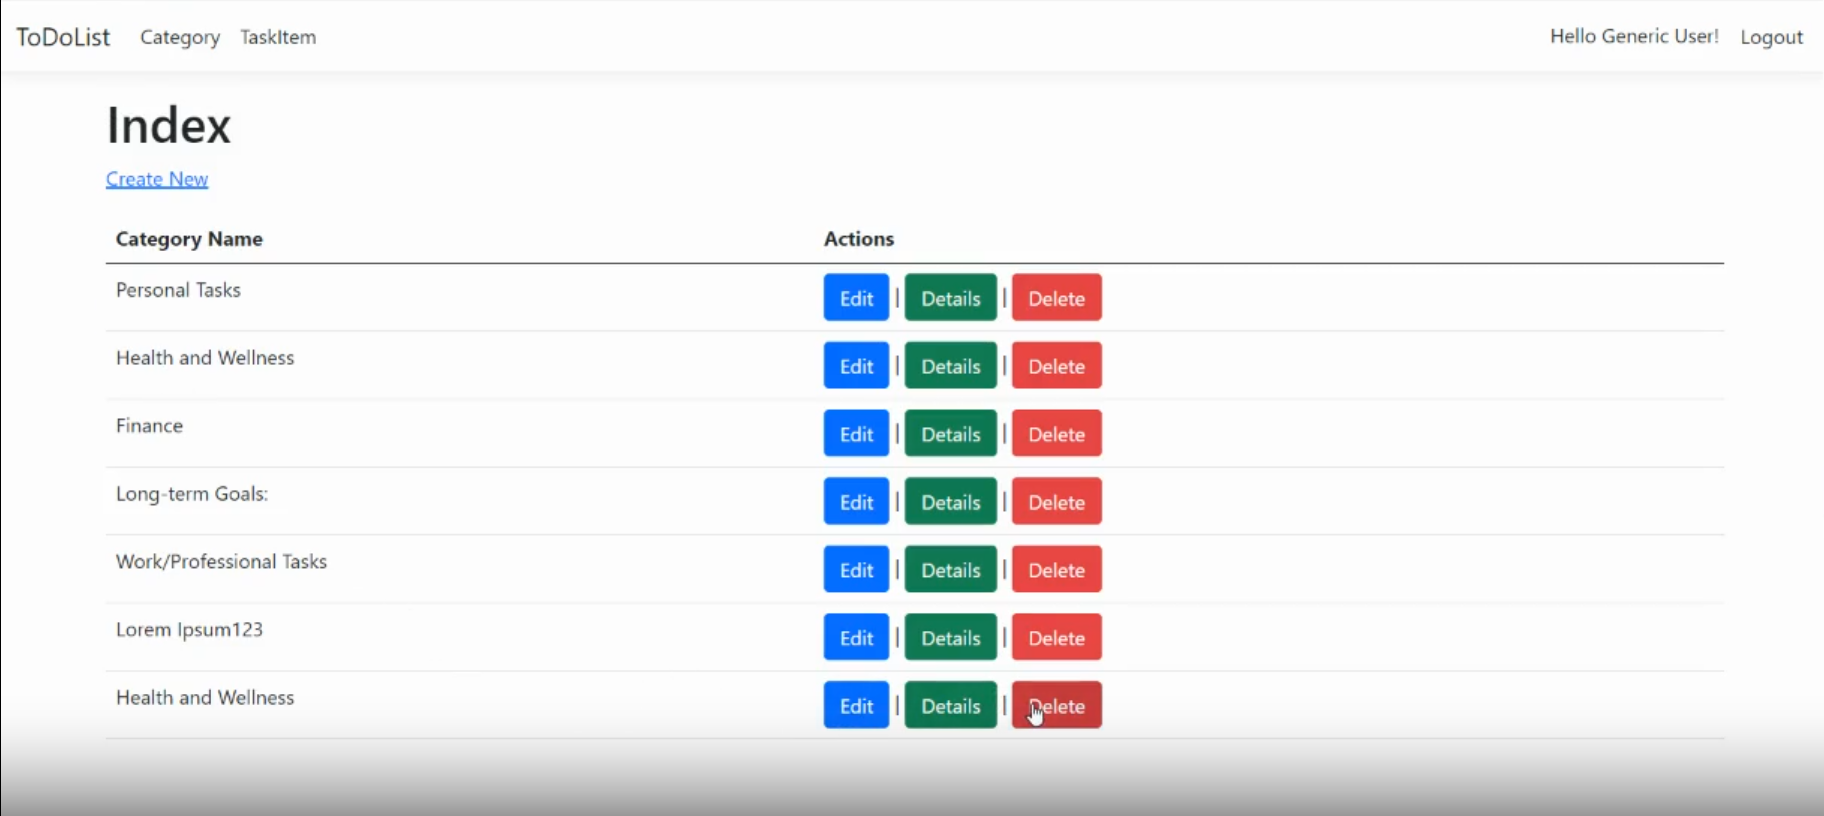 ToDoList Category TaskItem Hello Generic User! Logout
Index
Create New
Category Name Actions
Personal Tasks Edit | Details | Delete
Health and Wellness Edit | Details | Delete
Finance Edit | Details | Delete
Long-term Goals: Edit | Details | Delete
Work/Professional Tasks Edit | Details | Delete
Lorem Ipsum123 Edit | Details | Delete
Health and Wellness Edit | Details | Delete